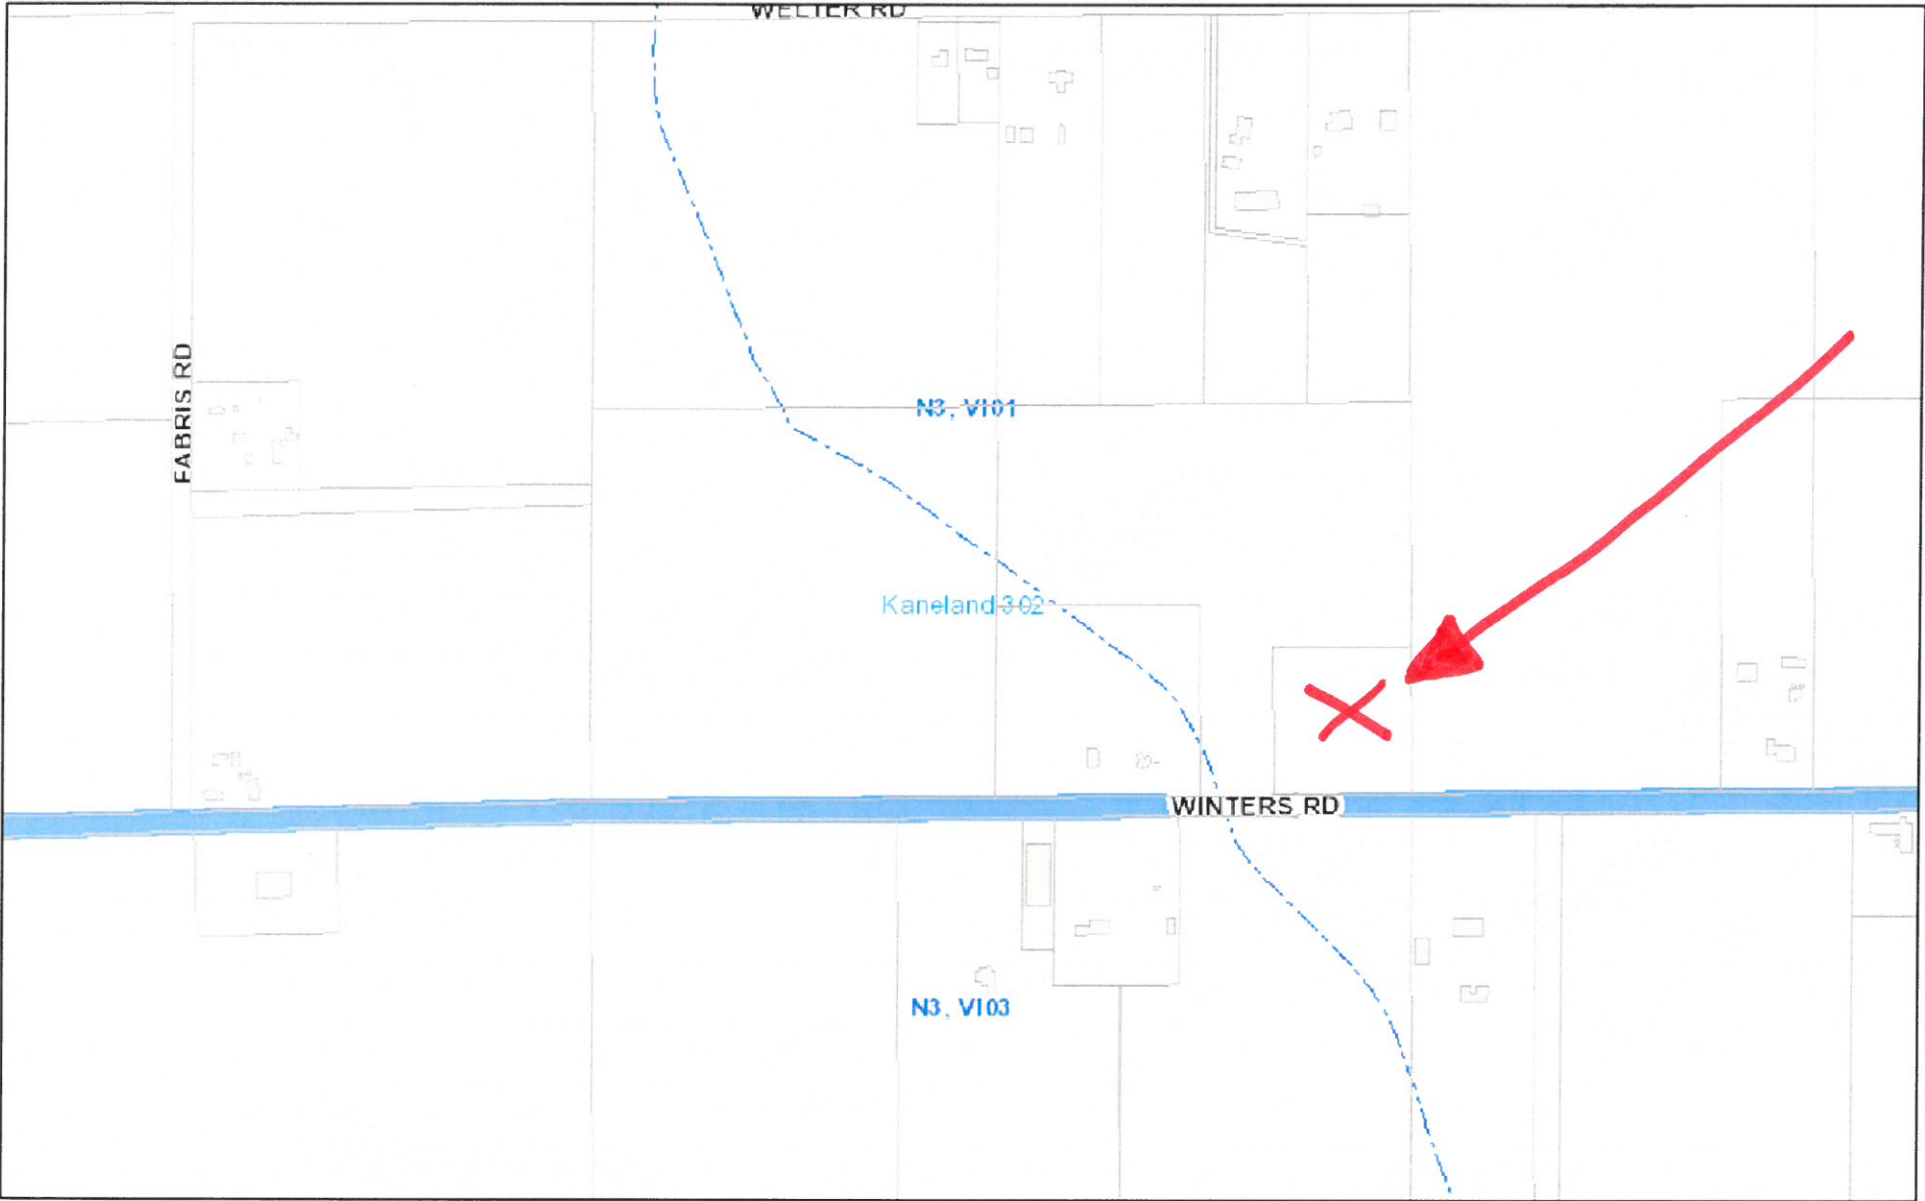 WELTER RD
FABRIS RD
N3, VI01
Kaneland 302
WINTERS RD
N3, VI03